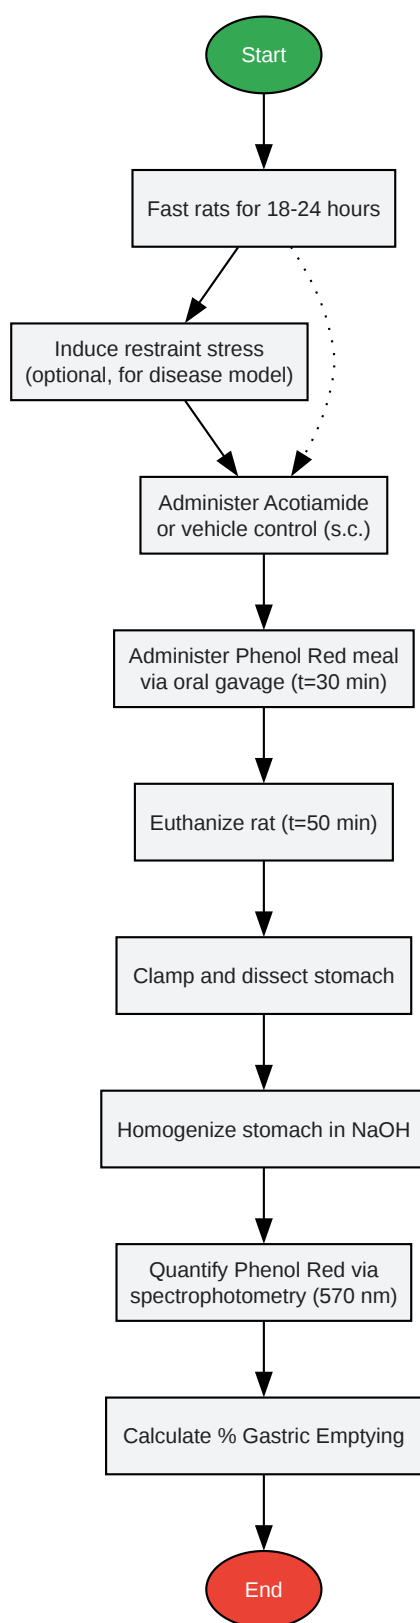 Start
Fast rats for 18-24 hours
Induce restraint stress
(optional, for disease model)
Administer Acotiamide
or vehicle control (s.c.)
Administer Phenol Red meal
via oral gavage (t=30 min)
Euthanize rat (t=50 min)
Clamp and dissect stomach
Homogenize stomach in NaOH
Quantify Phenol Red via
spectrophotometry (570 nm)
Calculate % Gastric Emptying
End